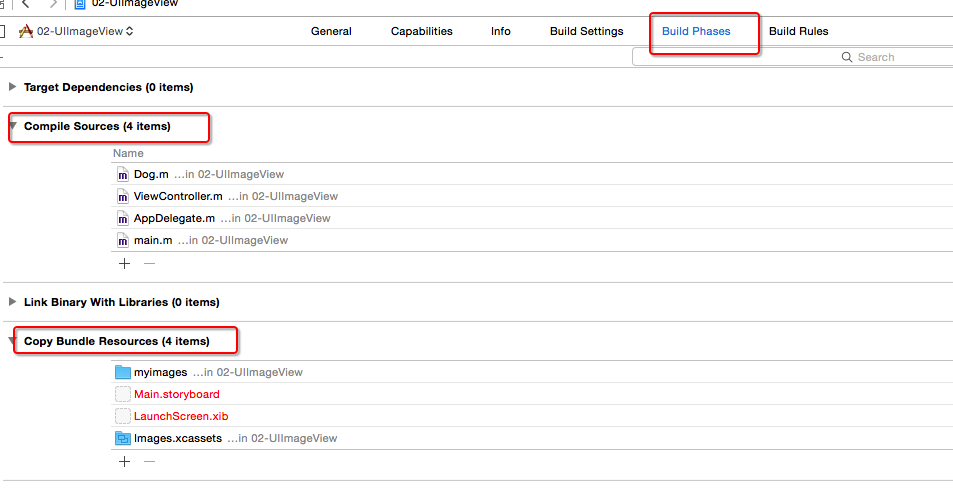 02-UIImageView
02-UIImageView General Capabilities Info Build Settings Build Phases Build Rules
Search
Target Dependencies (0 items)
Compile Sources (4 items)
Name
Dog.m ...in 02-UIImageView
ViewController.m ...in 02-UIImageView
AppDelegate.m ...in 02-UIImageView
main.m ...in 02-UIImageView
Link Binary With Libraries (0 items)
Copy Bundle Resources (4 items)
myimages ...in 02-UIImageView
Main.storyboard
LaunchScreen.xib
Images.xcassets ...in 02-UIImageView